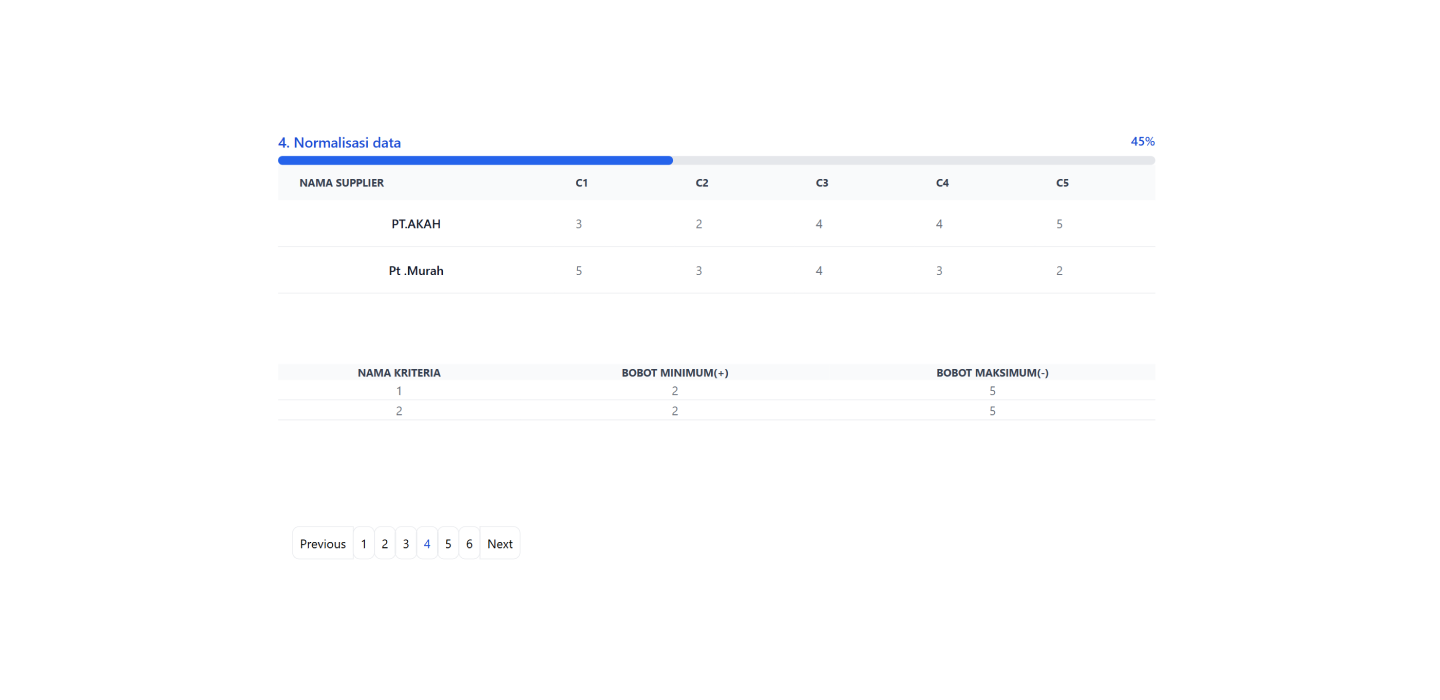 4. Normalisasi data 45%
NAMA SUPPLIER C1 C2 C3 C4 C5
PT.AKAH 3 2 4 4 5
Pt .Murah 5 3 4 3 2
NAMA KRITERIA BOBOT MINIMUM(+) BOBOT MAKSIMUM(-)
1 2 5
2 2 5
Previous 1 2 3 4 5 6 Next